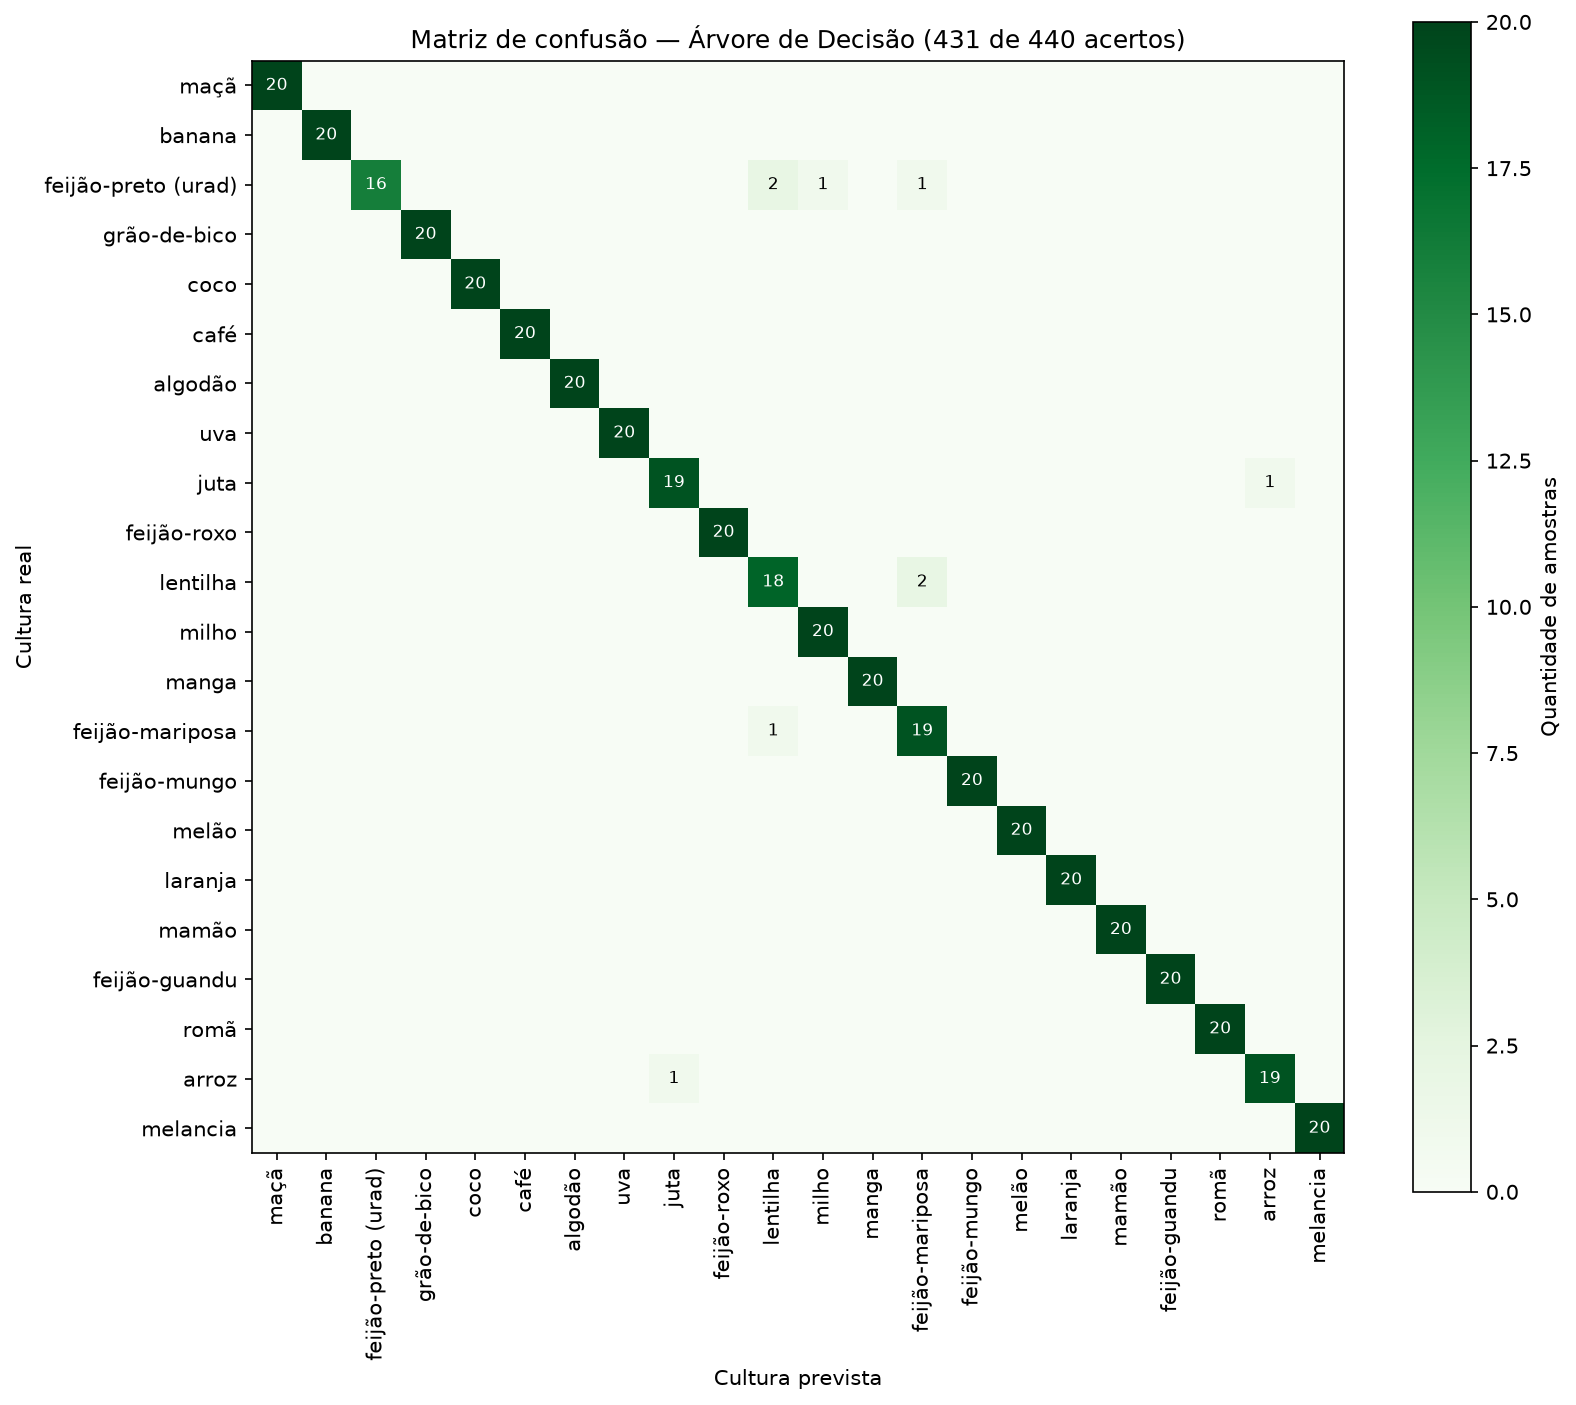 Matriz de confusão — Árvore de Decisão (431 de 440 acertos)
maçã 20
banana 20
feijão-preto (urad) 16 2 1 1
grão-de-bico 20
coco 20
café 20
algodão 20
uva 20
juta 19 1
feijão-roxo 20
lentilha 18 2
milho 20
manga 20
feijão-mariposa 1 19
feijão-mungo 20
melão 20
laranja 20
mamão 20
feijão-guandu 20
romã 20
arroz 1 19
melancia 20
Cultura real
maçã
banana
feijão-preto (urad)
grão-de-bico
coco
café
algodão
uva
juta
feijão-roxo
lentilha
milho
manga
feijão-mariposa
feijão-mungo
melão
laranja
mamão
feijão-guandu
romã
arroz
melancia
Cultura prevista
20.0
17.5
15.0
12.5
10.0
7.5
5.0
2.5
0.0
Quantidade de amostras